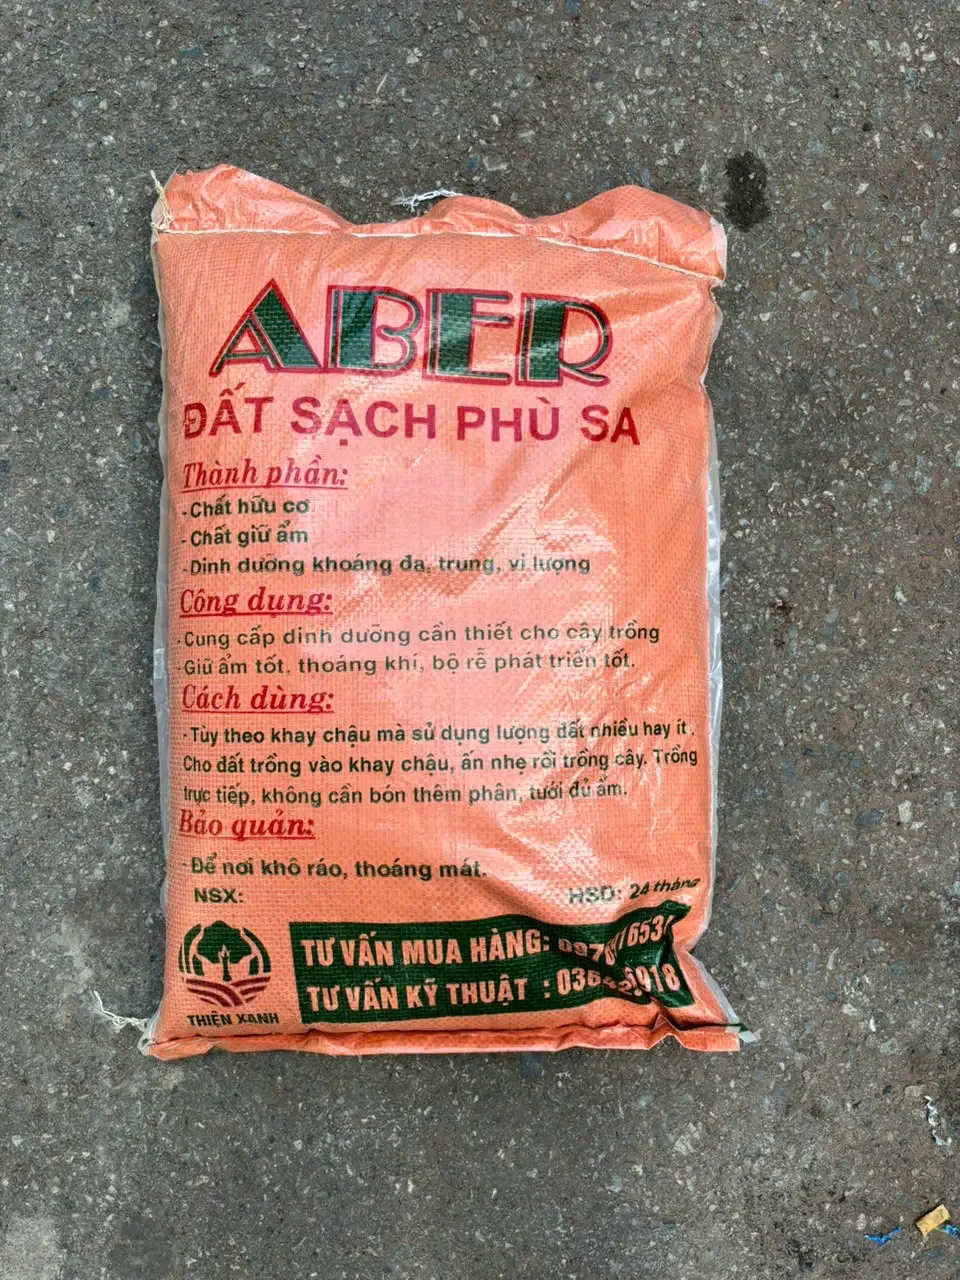 ABER
ĐẤT SẠCH PHÙ SA
Thành phần:
- Chất hữu cơ
- Chất giữ ẩm
- Dinh dưỡng khoáng đa, trung, vi lượng
Công dụng:
- Cung cấp dinh dưỡng cần thiết cho cây trồng
- Giữ ẩm tốt, thoáng khí, bộ rễ phát triển tốt.
Cách dùng:
- Tùy theo khay chậu mà sử dụng lượng đất nhiều hay ít .
Cho đất trồng vào khay chậu, ấn nhẹ rồi trồng cây. Trồng
trực tiếp, không cần bón thêm phân, tưới đủ ẩm.
Bảo quản:
- Để nơi khô ráo, thoáng mát.
NSX:
HSD: 24 tháng
TƯ VẤN MUA HÀNG:
TƯ VẤN KỸ THUẬT :
THIÊN XANH